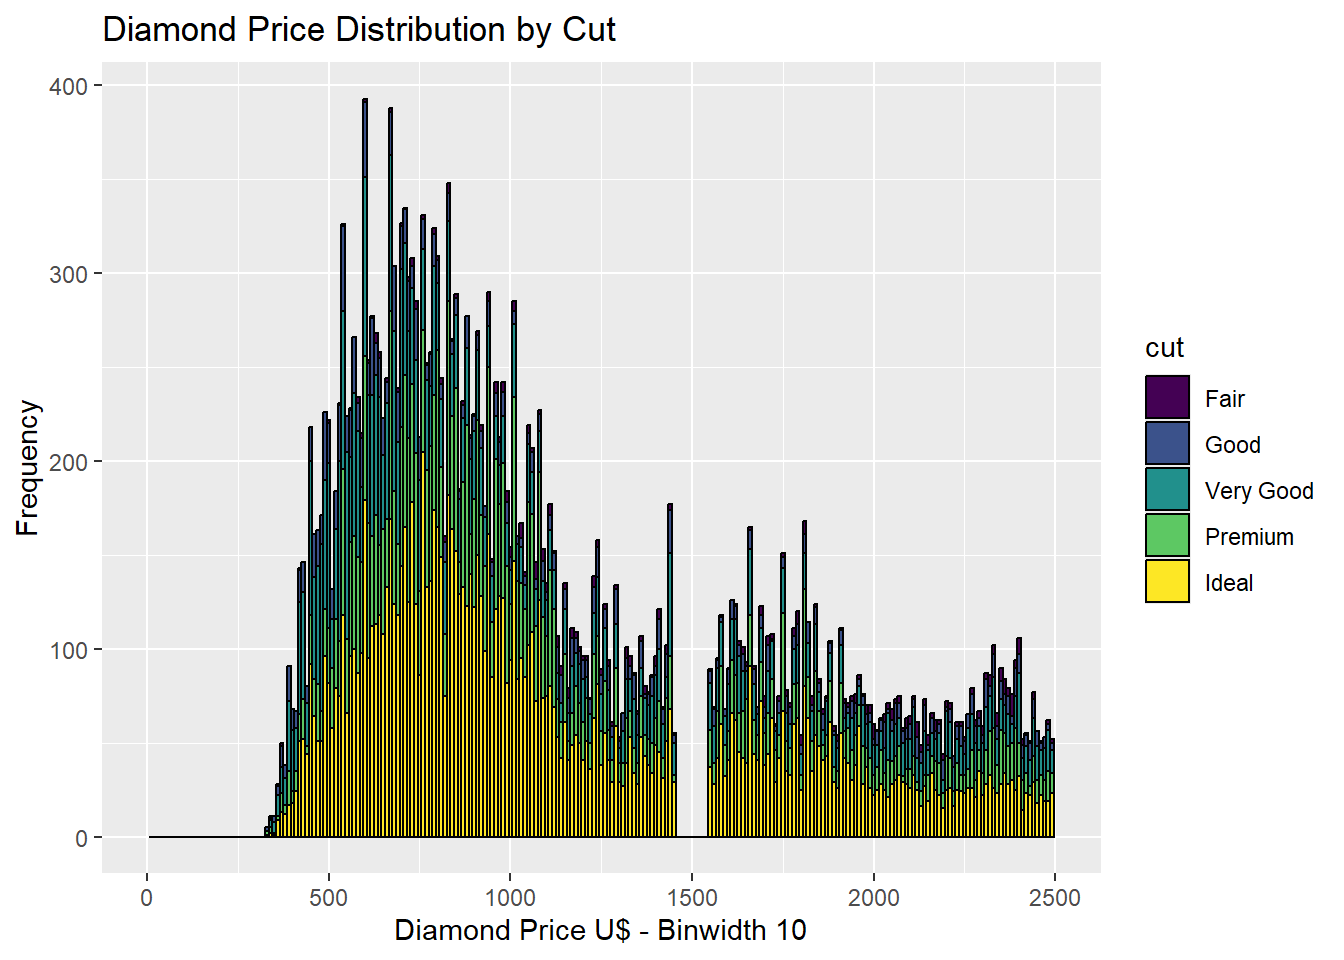 Diamond Price Distribution by Cut
400
300
200
100
0
Frequency
0 500 1000 1500 2000 2500
Diamond Price U$ - Binwidth 10
cut
Fair
Good
Very Good
Premium
Ideal